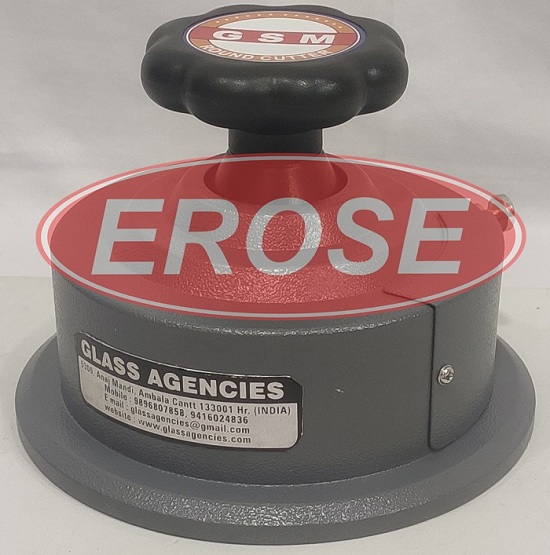 GSM
ROUND CUTTER
EROSE
GLASS AGENCIES
Anaj Mandi, Ambala Cantt 133001 Hr. (INDIA)
Mobile : 9896807858, 9416024836
E mail : glassagencies@gmail.com
website : www.glassagencies.com